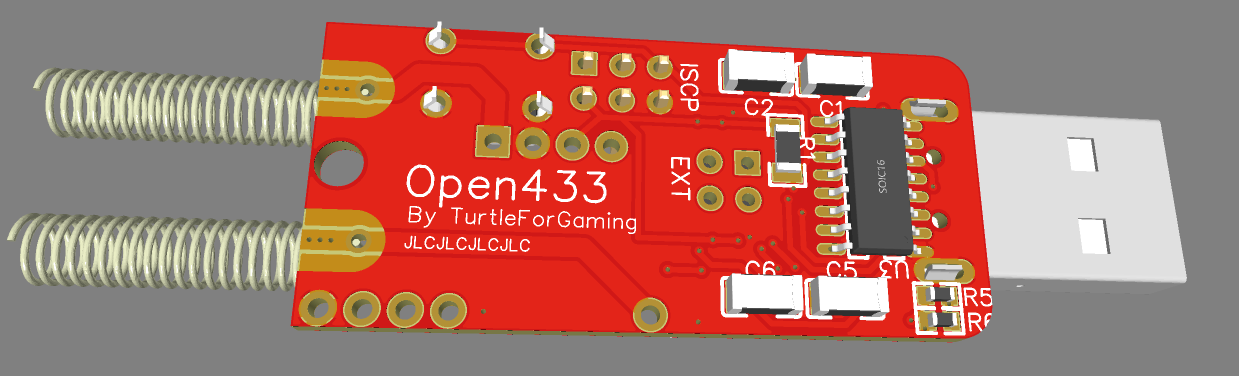 ISCP
C2
C1
R1
EXT
SOIC16
Open433
By TurtleForGaming
JLCJLCJLCJLC
C6
C5
U3
R5
R6